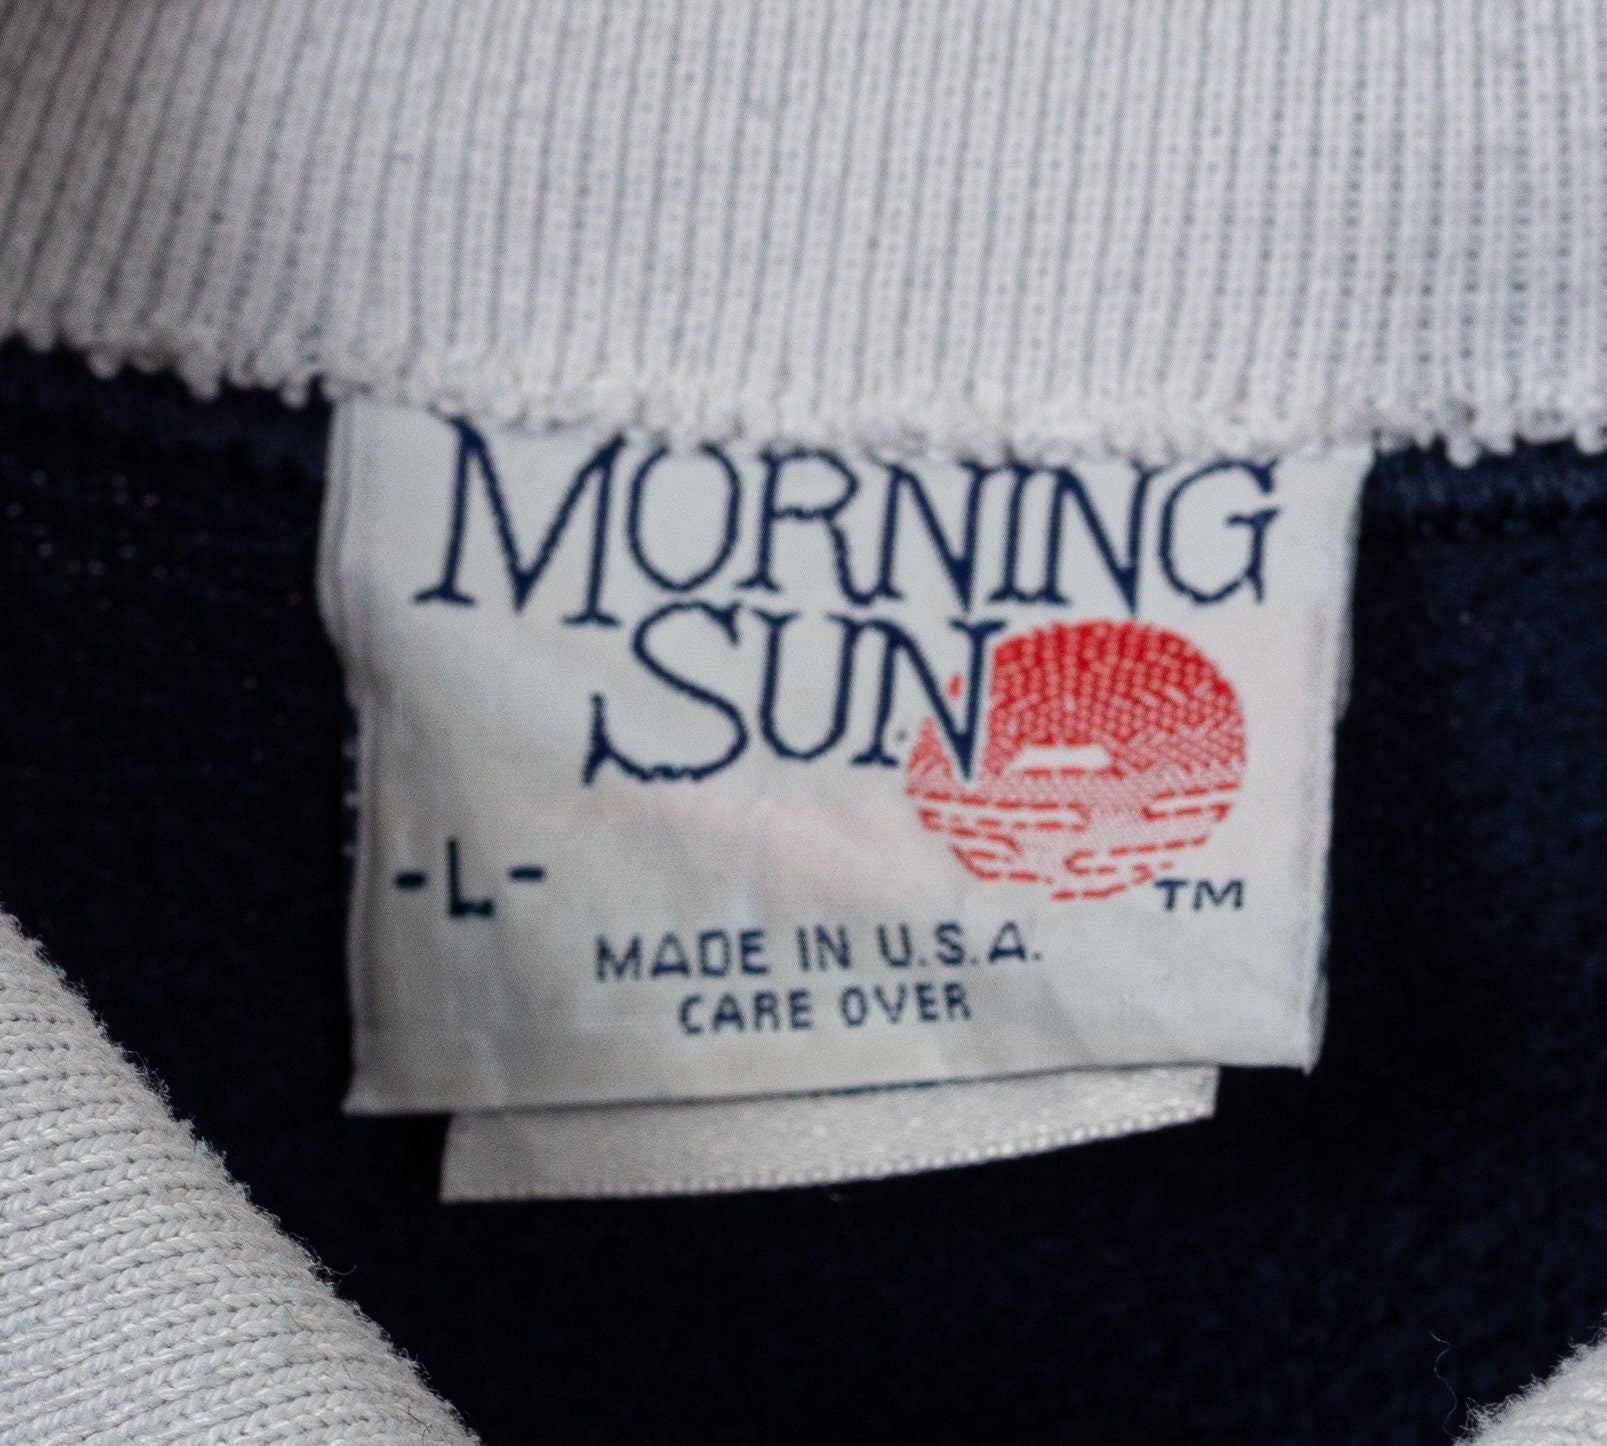 MORNING
SUN
TM
-L-
MADE IN U.S.A.
CARE OVER